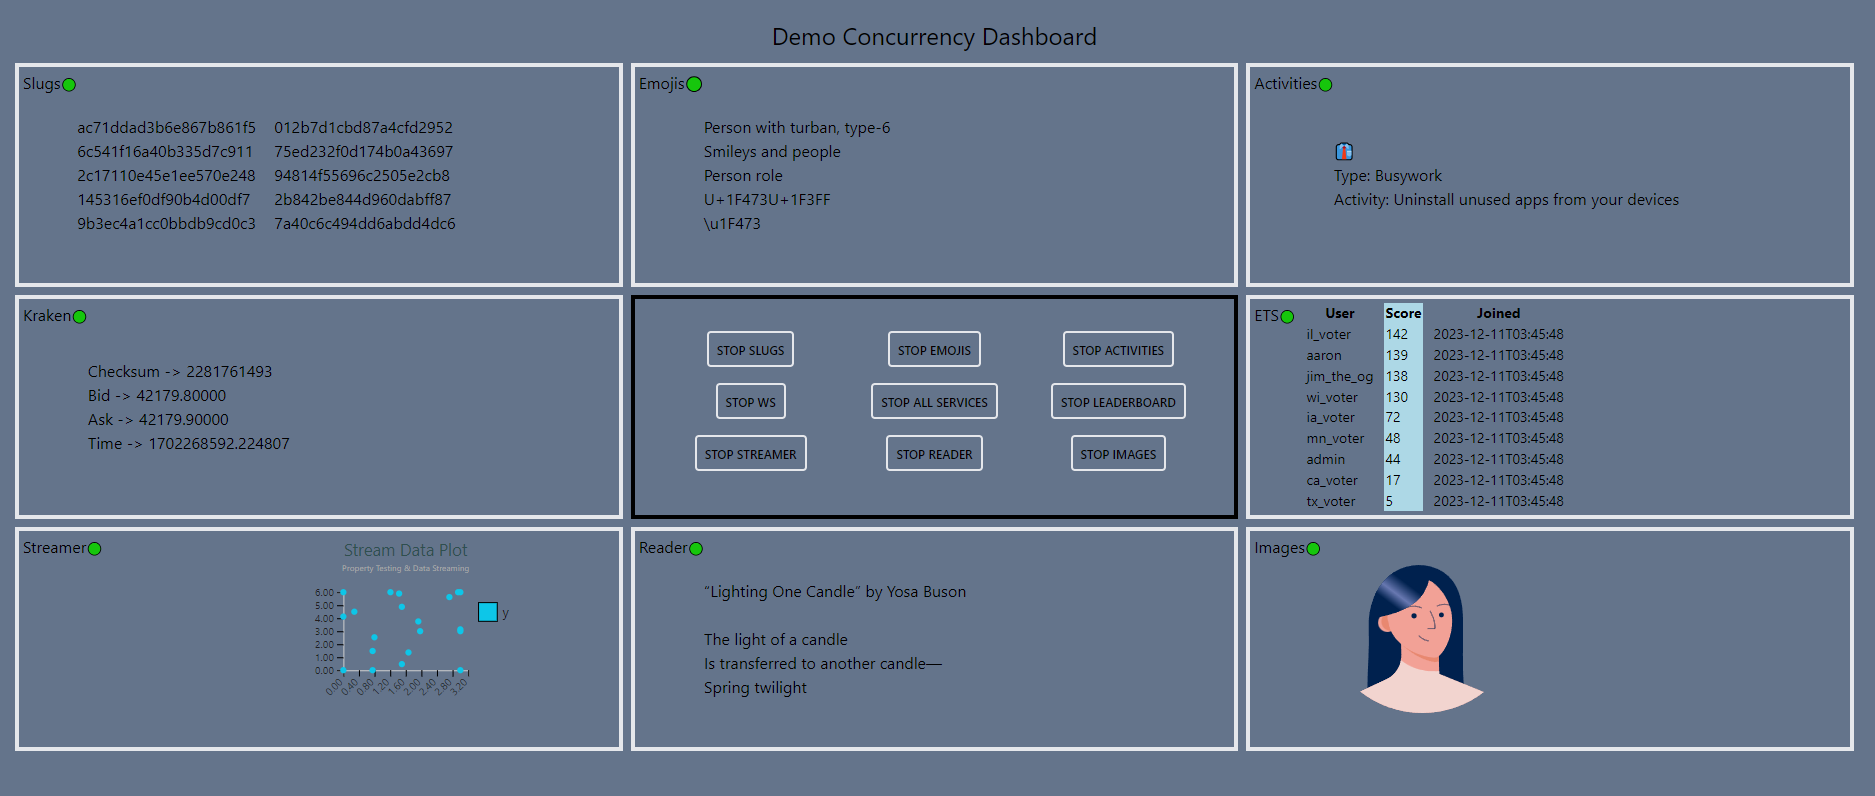 Demo Concurrency Dashboard
Slugs
ac71ddad3b6e867b861f5 012b7d1cbd87a4cfd2952
6c541f16a40b335d7c911 75ed232f0d174b0a43697
2c17110e45e1ee570e248 94814f55696c2505e2cb8
145316ef0df90b4d00df7 2b842be844d960dabff87
9b3ec4a1cc0bbdb9cd0c3 7a40c6c494dd6abdd4dc6
Emojis
Person with turban, type-6
Smileys and people
Person role
U+1F473U+1F3FF
\u1F473
Activities
Type: Busywork
Activity: Uninstall unused apps from your devices
Kraken
Checksum -> 2281761493
Bid -> 42179.80000
Ask -> 42179.90000
Time -> 1702268592.224807
STOP SLUGS STOP EMOJIS STOP ACTIVITIES
STOP WS STOP ALL SERVICES STOP LEADERBOARD
STOP STREAMER STOP READER STOP IMAGES
ETS User Score Joined
il_voter 142 2023-12-11T03:45:48
aaron 139 2023-12-11T03:45:48
jim_the_og 138 2023-12-11T03:45:48
wi_voter 130 2023-12-11T03:45:48
ia_voter 72 2023-12-11T03:45:48
mn_voter 48 2023-12-11T03:45:48
admin 44 2023-12-11T03:45:48
ca_voter 17 2023-12-11T03:45:48
tx_voter 5 2023-12-11T03:45:48
Streamer
Stream Data Plot
Property Testing & Data Streaming
6.00
5.00
4.00
3.00
2.00
1.00
0.00
0.00 0.40 0.80 1.20 1.60 2.00 2.40 2.80 3.20
y
Reader
“Lighting One Candle” by Yosa Buson
The light of a candle
Is transferred to another candle—
Spring twilight
Images